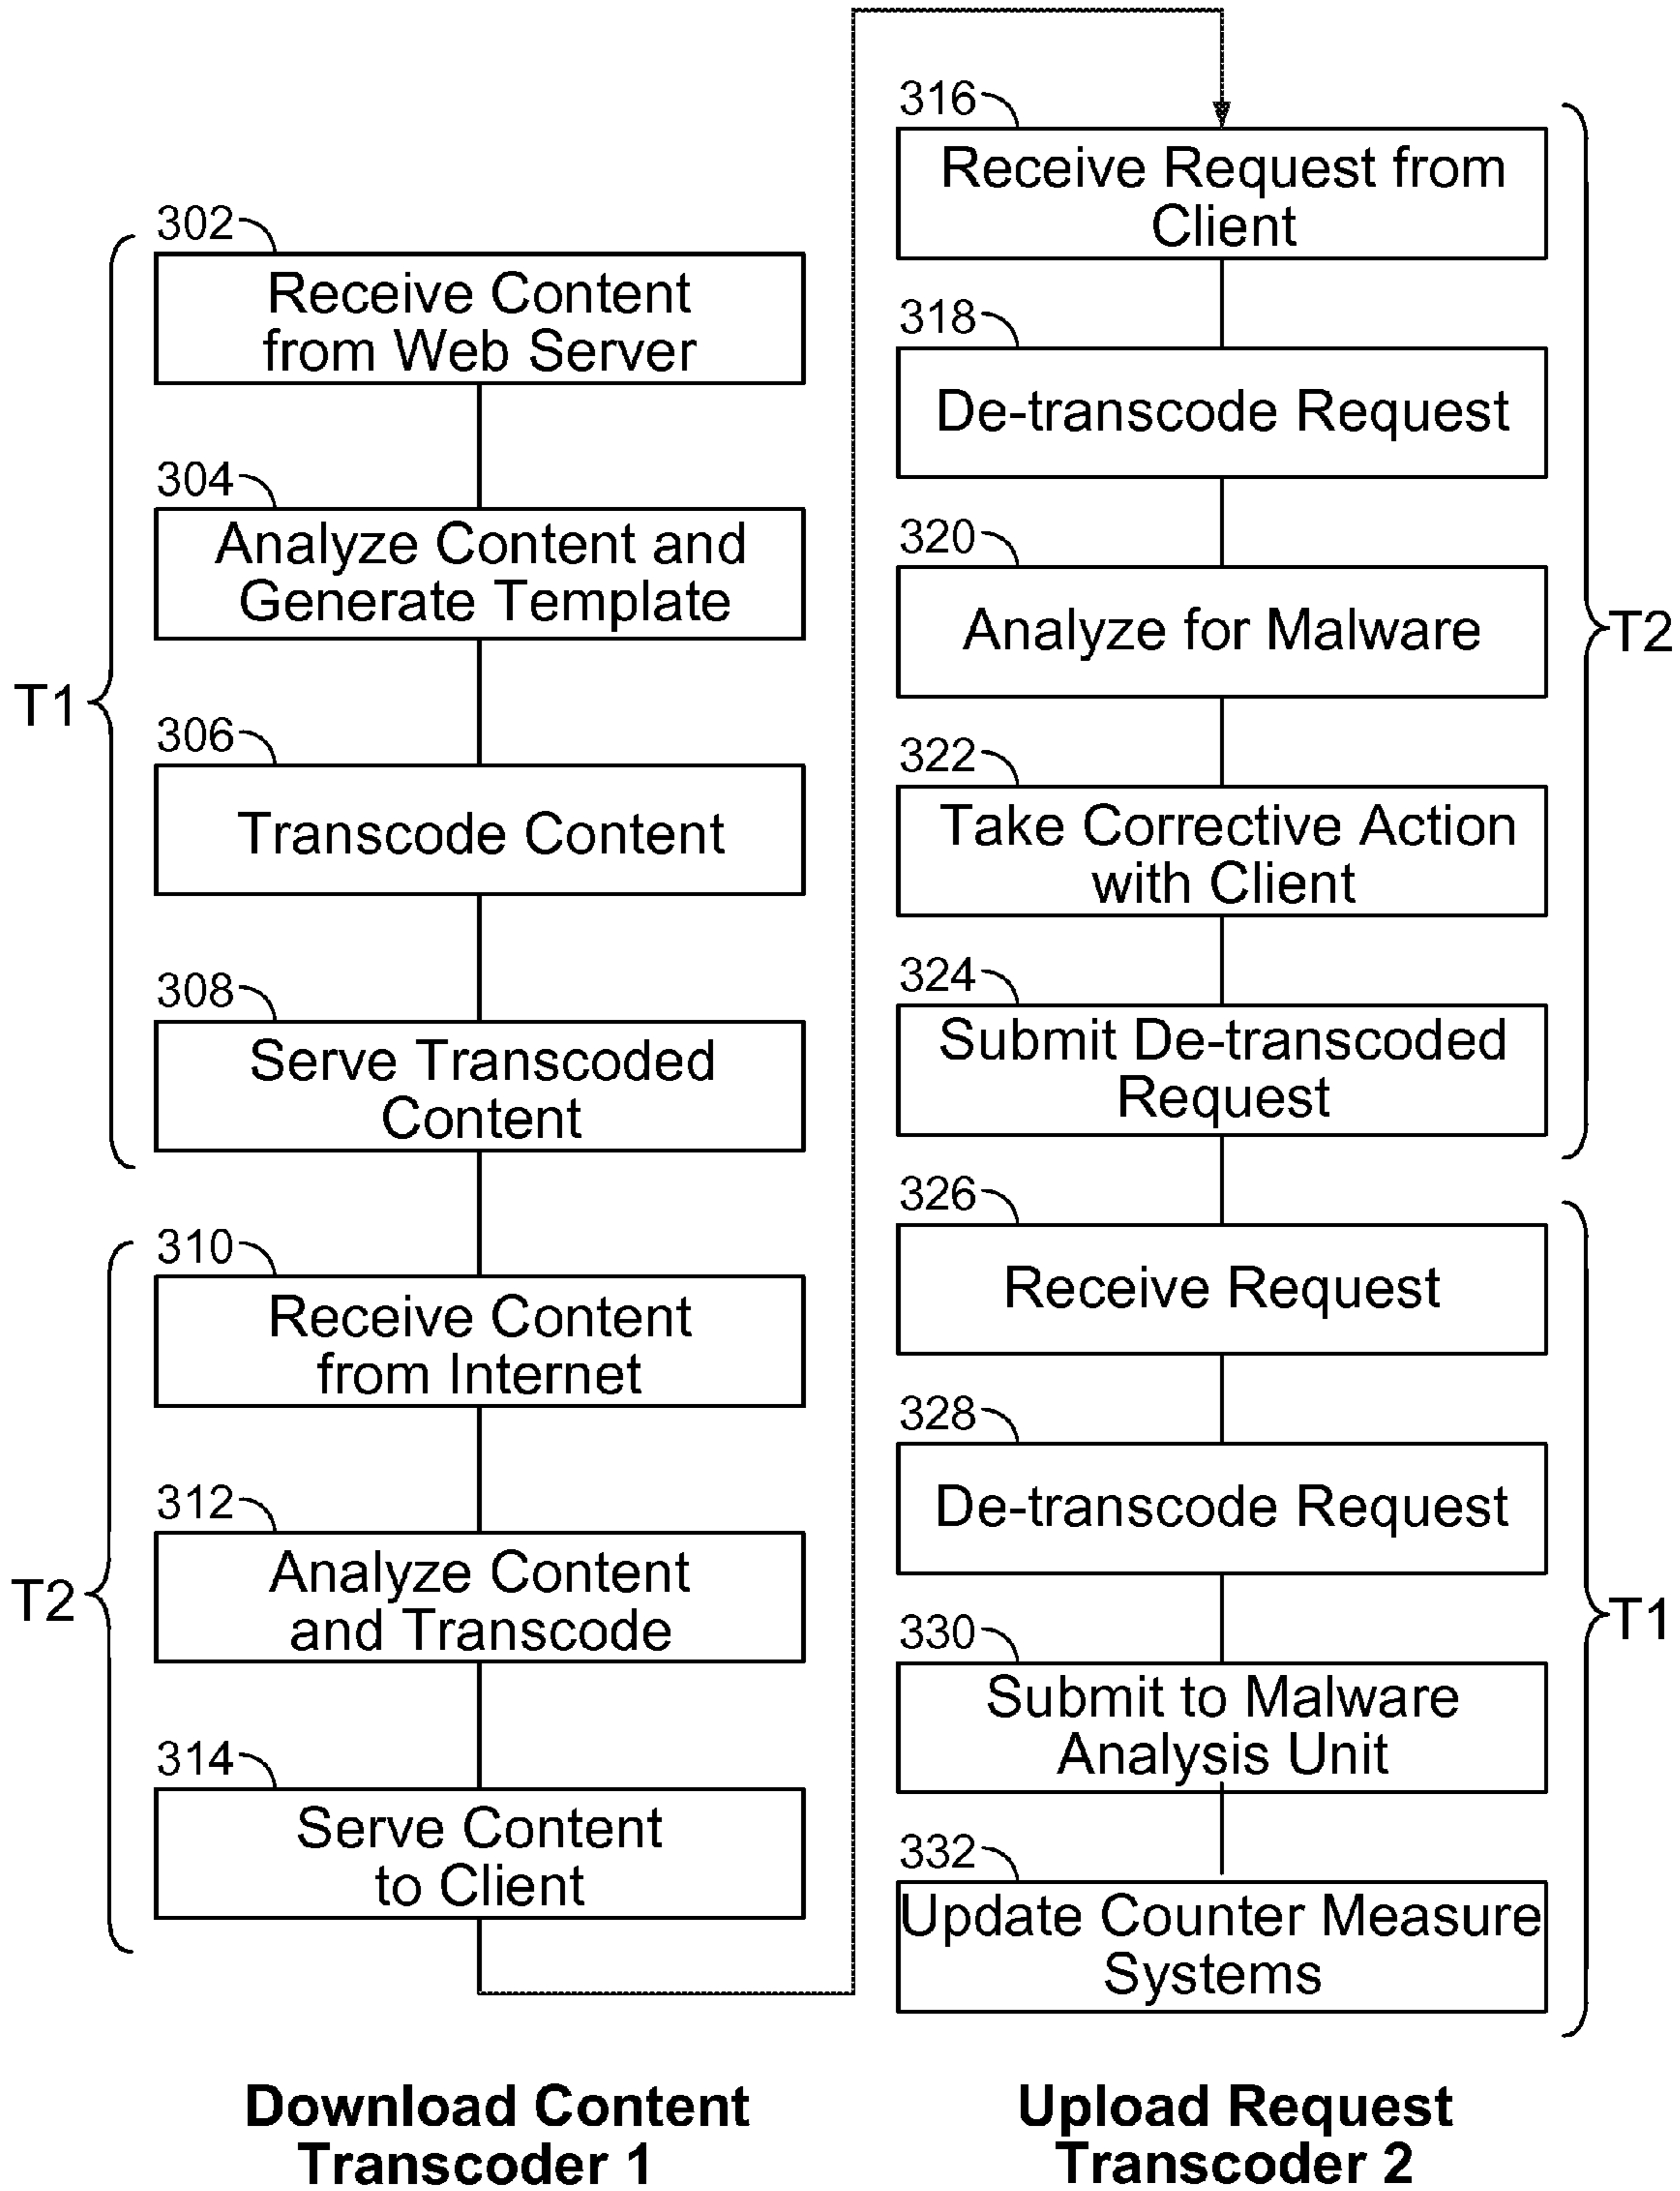 302
Receive Content
from Web Server
304
Analyze Content and
Generate Template
T1
306
Transcode Content
308
Serve Transcoded
Content
310
Receive Content
from Internet
T2
312
Analyze Content
and Transcode
314
Serve Content
to Client
Download Content
Transcoder 1
316
Receive Request from
Client
318
De-transcode Request
320
Analyze for Malware
T2
322
Take Corrective Action
with Client
324
Submit De-transcoded
Request
326
Receive Request
328
De-transcode Request
T1
330
Submit to Malware
Analysis Unit
332
Update Counter Measure
Systems
Upload Request
Transcoder 2